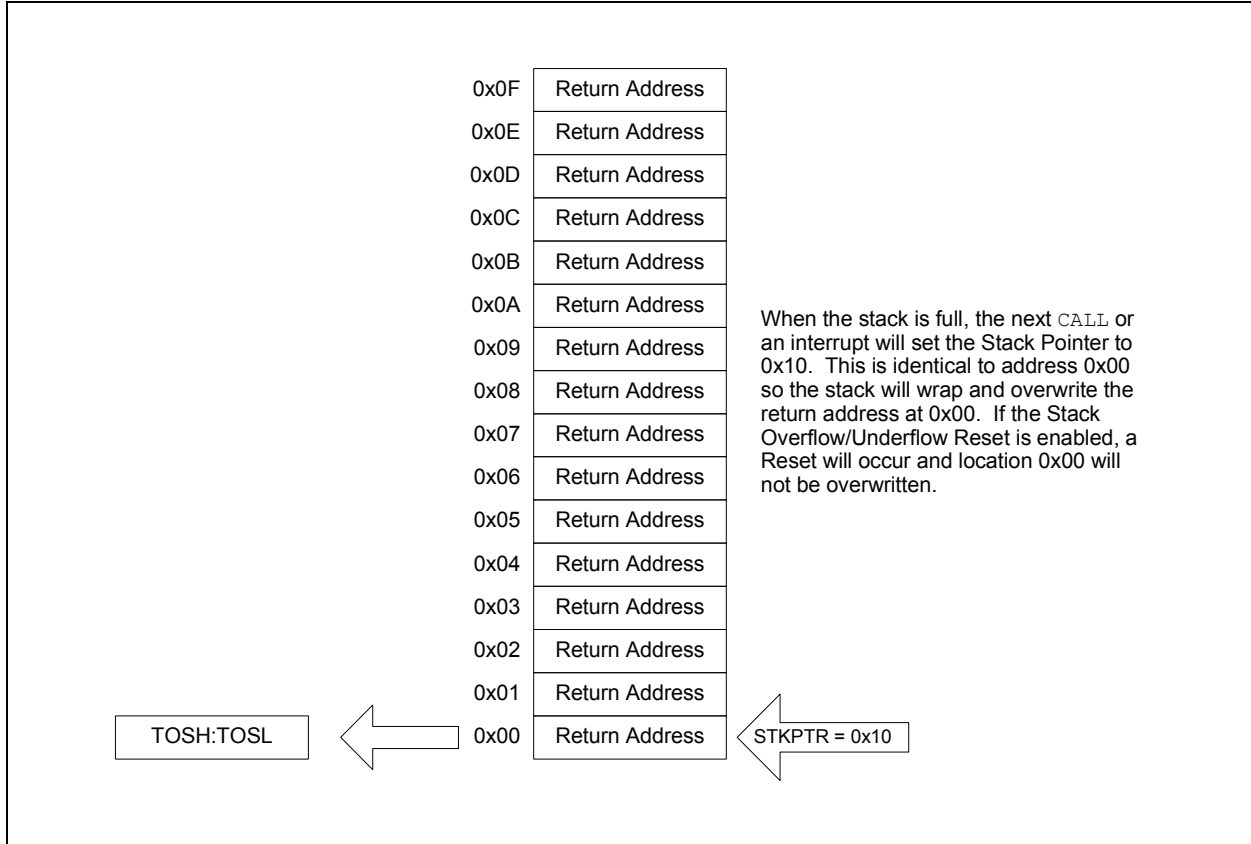 0x0F Return Address
0x0E Return Address
0x0D Return Address
0x0C Return Address
0x0B Return Address
0x0A Return Address
0x09 Return Address
0x08 Return Address
0x07 Return Address
0x06 Return Address
0x05 Return Address
0x04 Return Address
0x03 Return Address
0x02 Return Address
0x01 Return Address
TOSH:TOSL 0x00 Return Address STKPTR = 0x10
When the stack is full, the next CALL or
an interrupt will set the Stack Pointer to
0x10. This is identical to address 0x00
so the stack will wrap and overwrite the
return address at 0x00. If the Stack
Overflow/Underflow Reset is enabled, a
Reset will occur and location 0x00 will
not be overwritten.